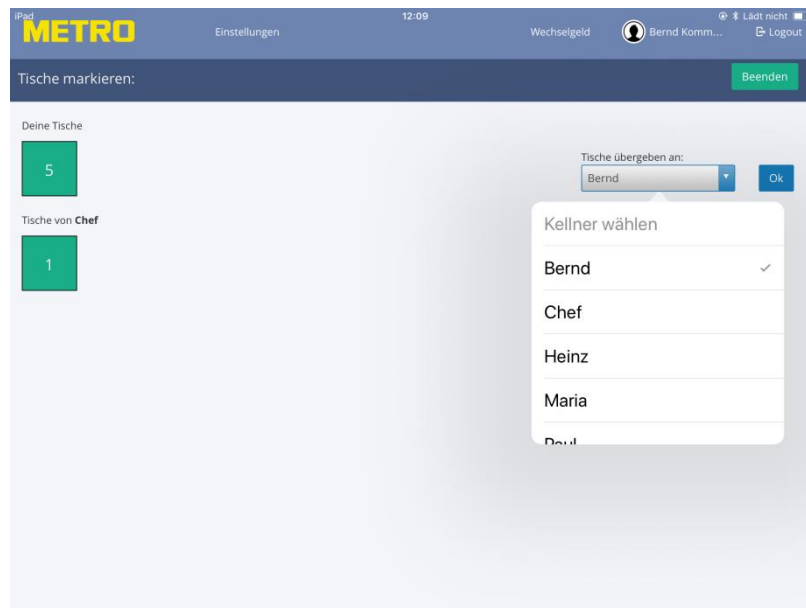 iPad
12:09
Lädt nicht
METRO
Einstellungen
Wechselgeld
Bernd Komm...
Logout
Tische markieren:
Beenden
Deine Tische
5
Tische übergeben an:
Bernd
Ok
Tische von Chef
1
Kellner wählen
Bernd
Chef
Heinz
Maria
Paul